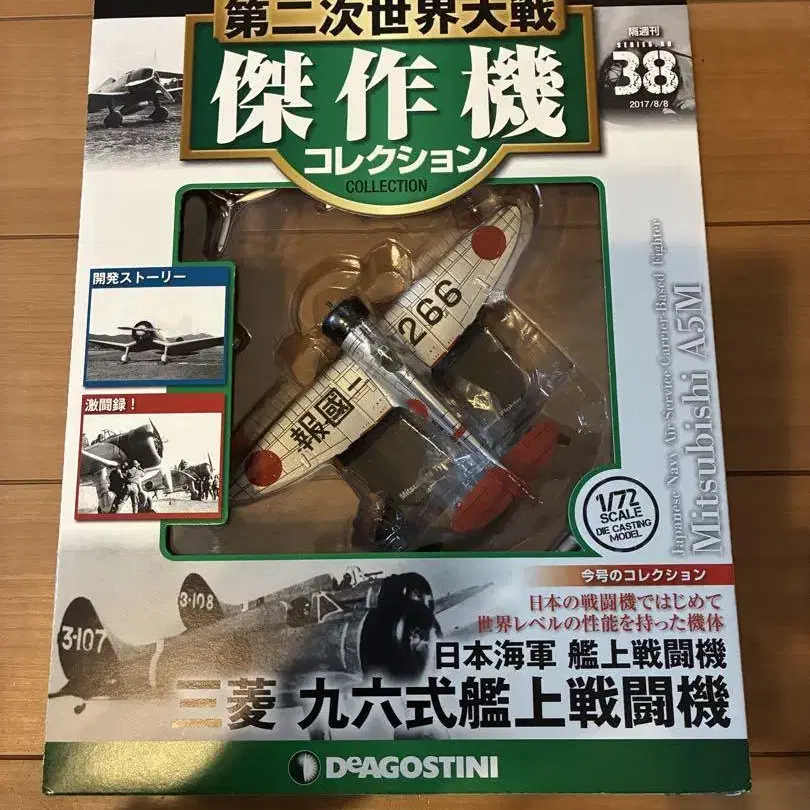 第二次世界大戦
傑作機
コレクション
COLLECTION
隔週刊
SERIES:NO
38
2017/8/8
開発ストーリー
激闘録!
266
報國一
1/72
SCALE
DIE CASTING
MODEL
Japanese Navy Air Service Carrier-Based Fighter
Mitsubishi A5M
3-108
3-107
今号のコレクション
日本の戦闘機ではじめて
世界レベルの性能を持った機体
日本海軍 艦上戦闘機
三菱 九六式艦上戦闘機
DEAGOSTINI